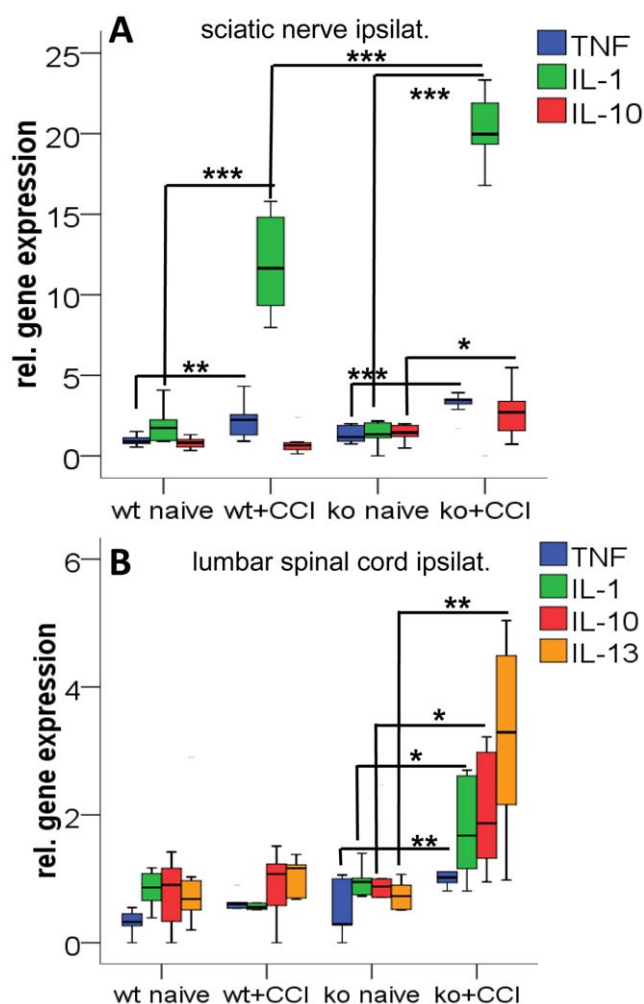 A
sciatic nerve ipsilat.
TNF
IL-1
IL-10
rel. gene expression
25
20
15
10
5
0
***
***
***
**
***
*
wt naive wt+CCI ko naive ko+CCI
B
lumbar spinal cord ipsilat.
TNF
IL-1
IL-10
IL-13
rel. gene expression
6
4
2
0
**
*
*
**
wt naive wt+CCI ko naive ko+CCI